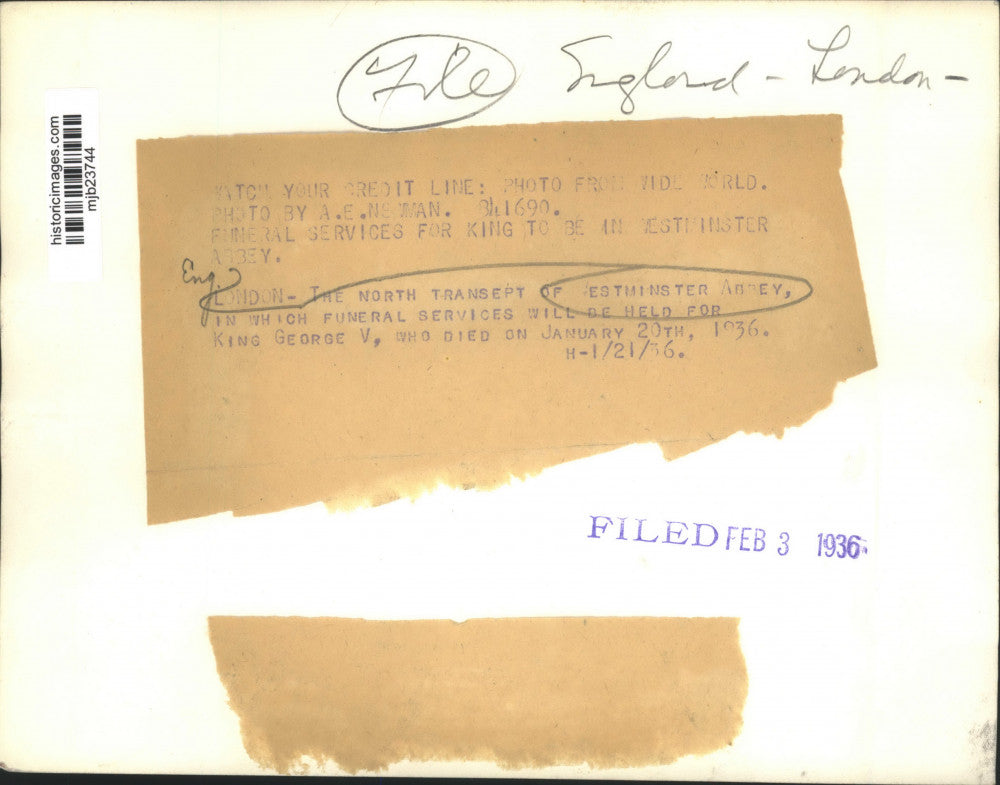 File England - London -
historicimages.com
mjb23744
WATCH YOUR CREDIT LINE: PHOTO FROM WIDE WORLD.
PHOTO BY A.E.NEWMAN.
FUNERAL SERVICES FOR KING TO BE IN WESTMINSTER
ABBEY.
Eng.
LONDON- THE NORTH TRANSEPT OF WESTMINSTER ABBEY,
IN WHICH FUNERAL SERVICES WILL BE HELD FOR
KING GEORGE V, WHO DIED ON JANUARY 20TH, 1936.
H-1/21/36.
FILED FEB 3 1936